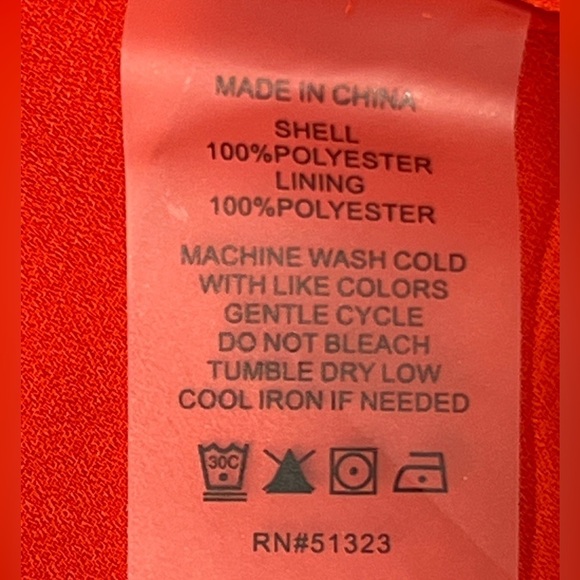 MADE IN CHINA
SHELL
100%POLYESTER
LINING
100%POLYESTER
MACHINE WASH COLD
WITH LIKE COLORS
GENTLE CYCLE
DO NOT BLEACH
TUMBLE DRY LOW
COOL IRON IF NEEDED
30C
RN#51323